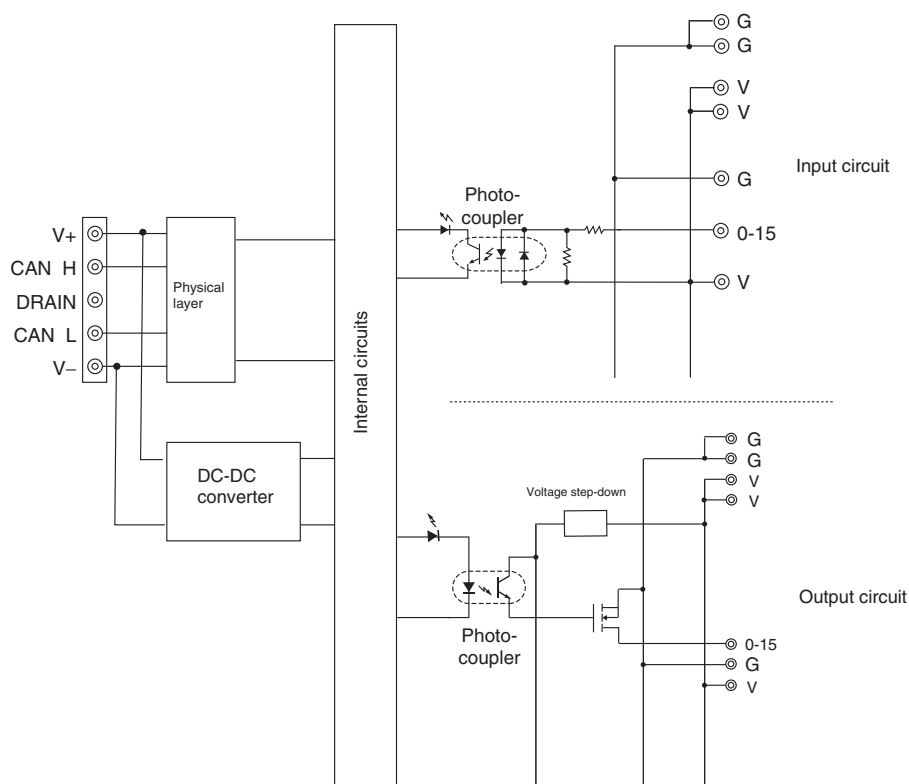 G
G
V
V
Input circuit
G
Photo-
coupler
0-15
V
V+
CAN H
DRAIN
CAN L
V–
Physical
layer
Internal circuits
DC-DC
converter
G
G
V
V
Voltage step-down
Output circuit
Photo-
coupler
0-15
G
V